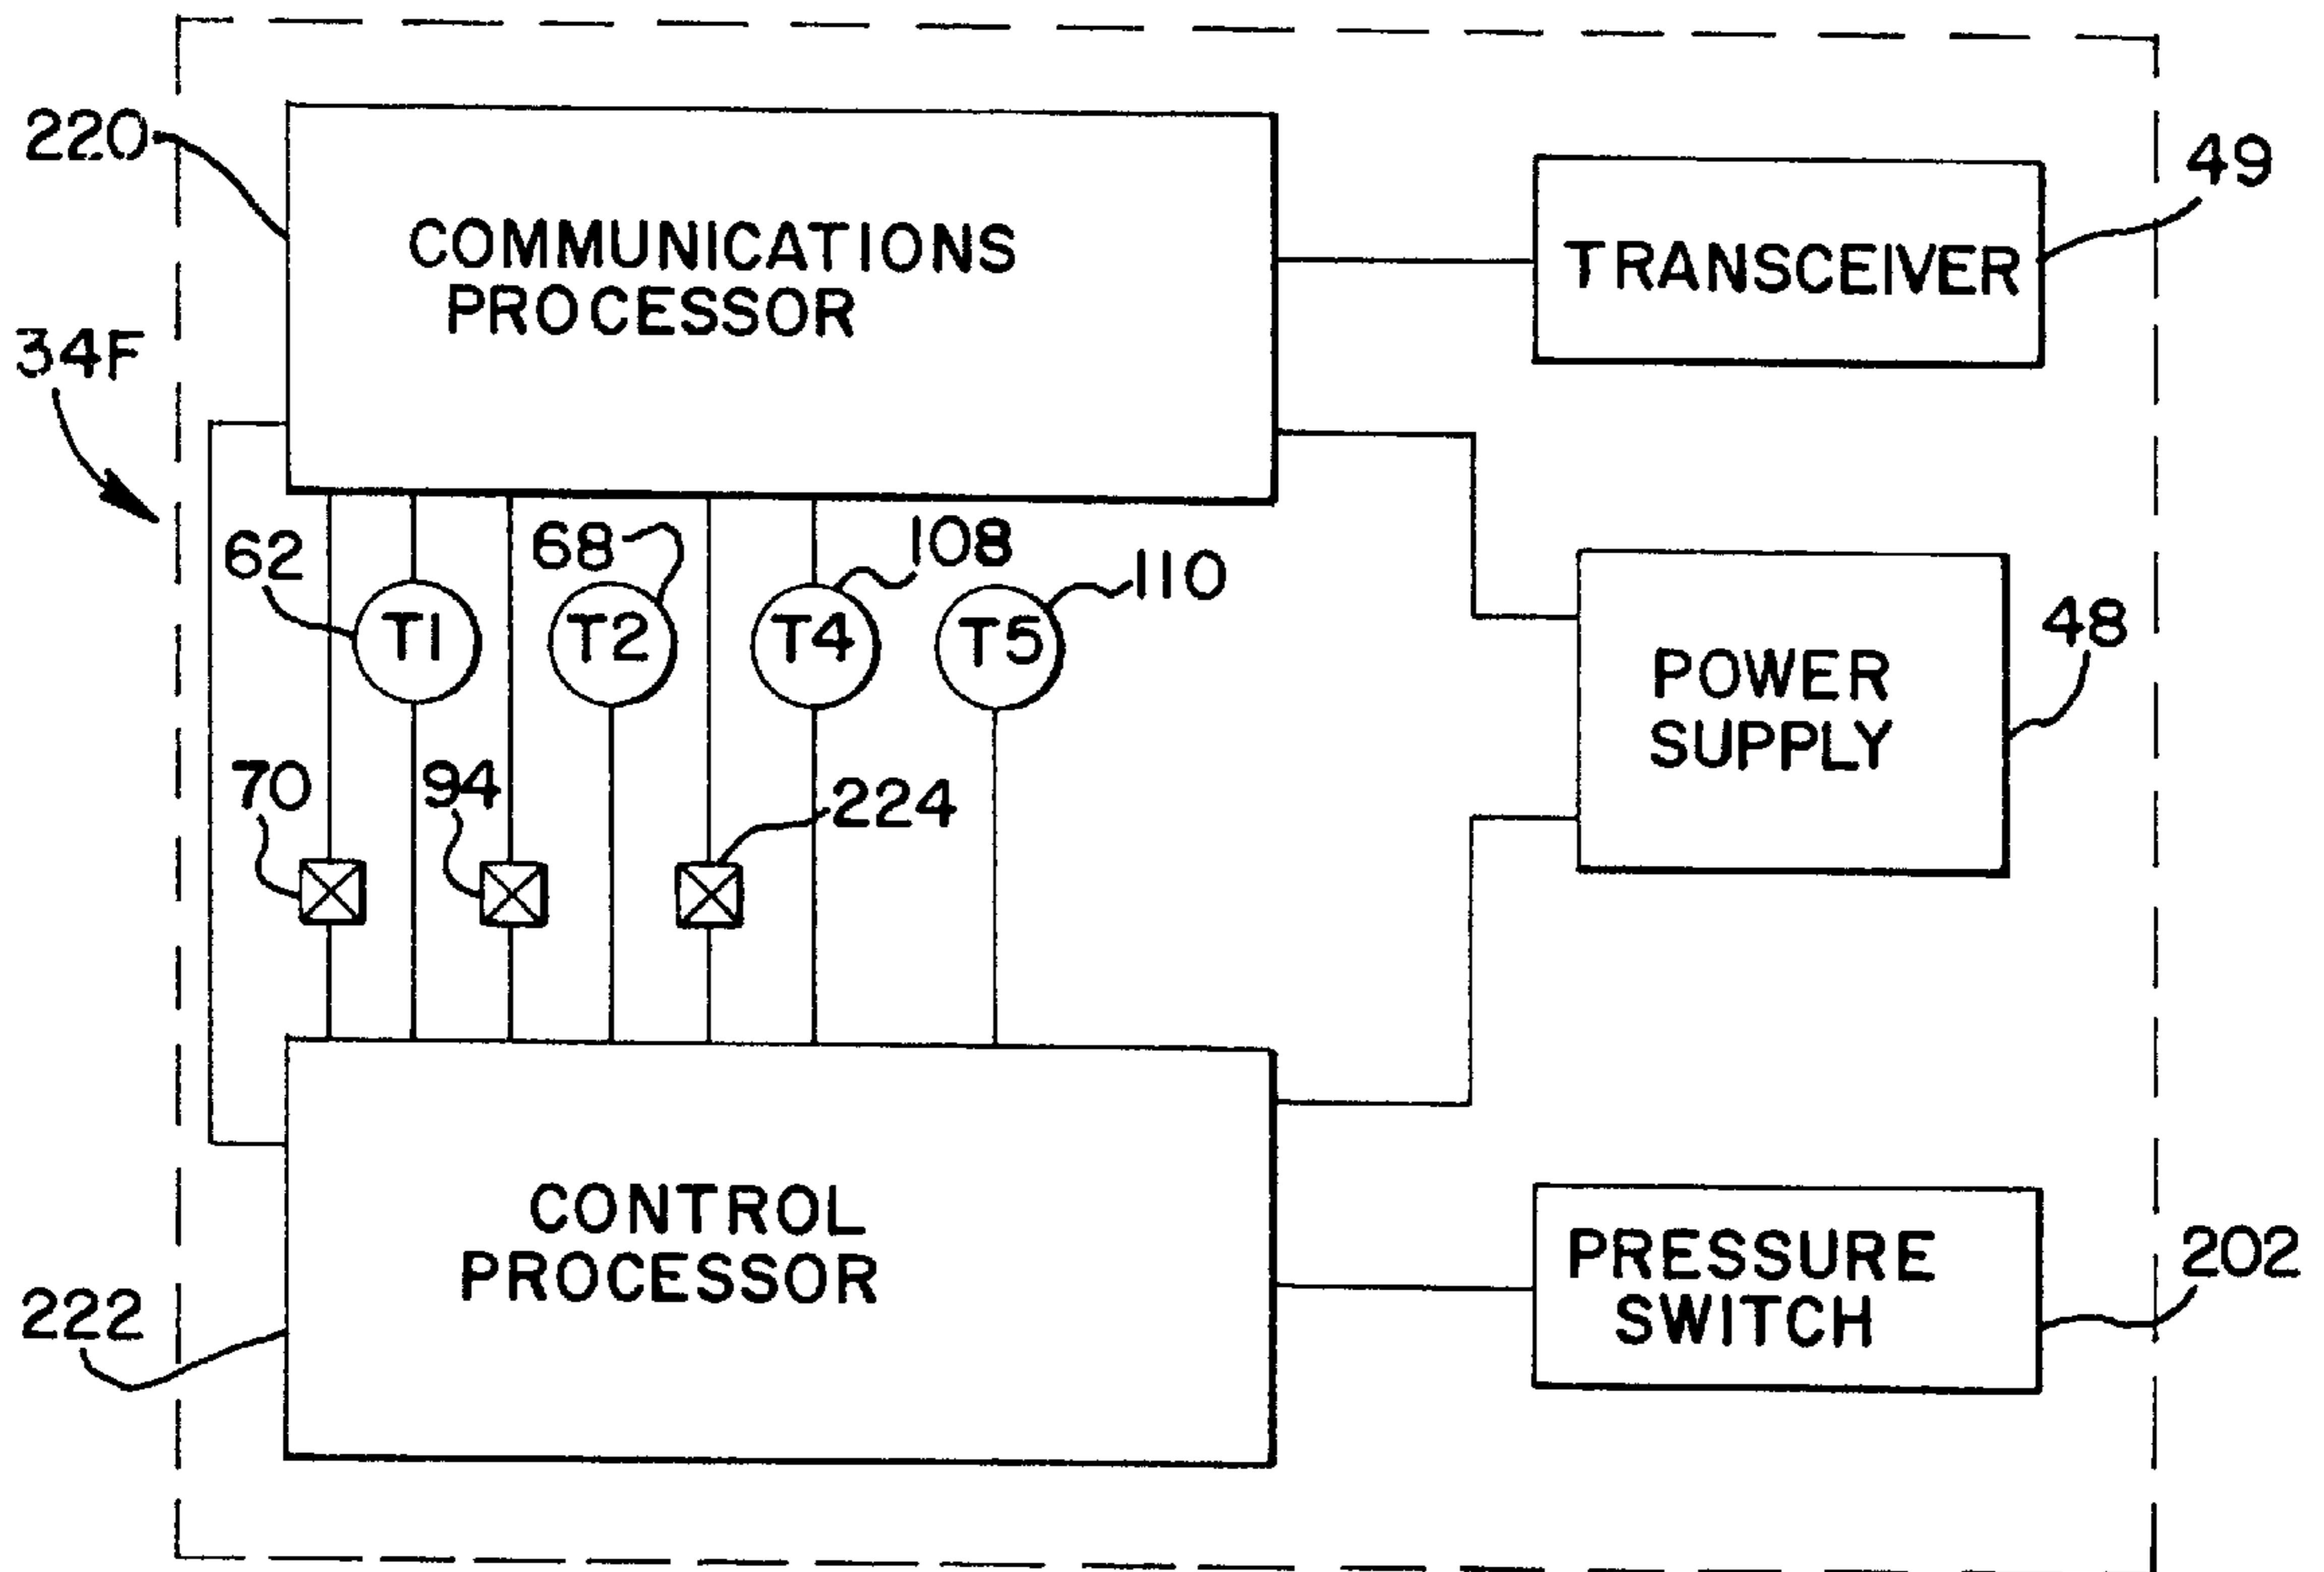 220
COMMUNICATIONS
PROCESSOR
TRANSCEIVER
49
34F
62
68
108
110
T1
T2
T4
T5
POWER
SUPPLY
48
70
94
224
CONTROL
PROCESSOR
222
PRESSURE
SWITCH
202